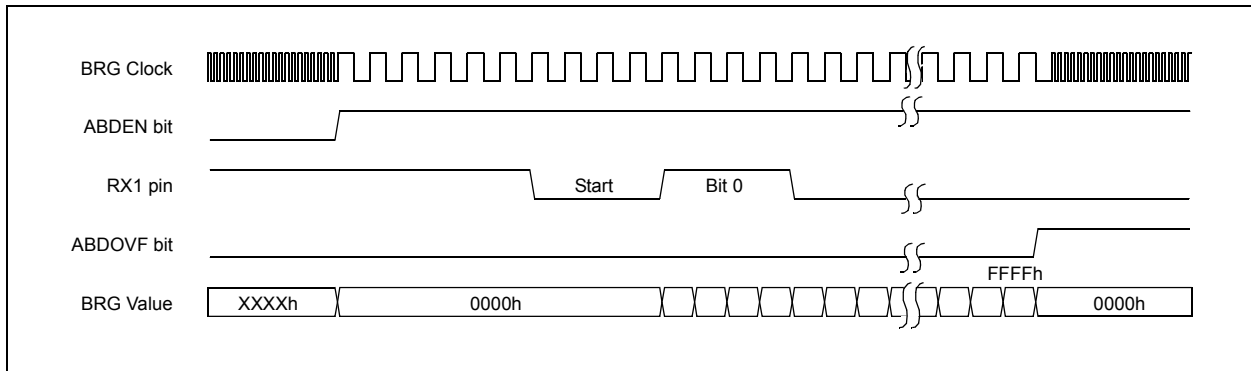 BRG Clock
ABDEN bit
RX1 pin
Start
Bit 0
ABDOVF bit
FFFFh
BRG Value
XXXXh
0000h
0000h